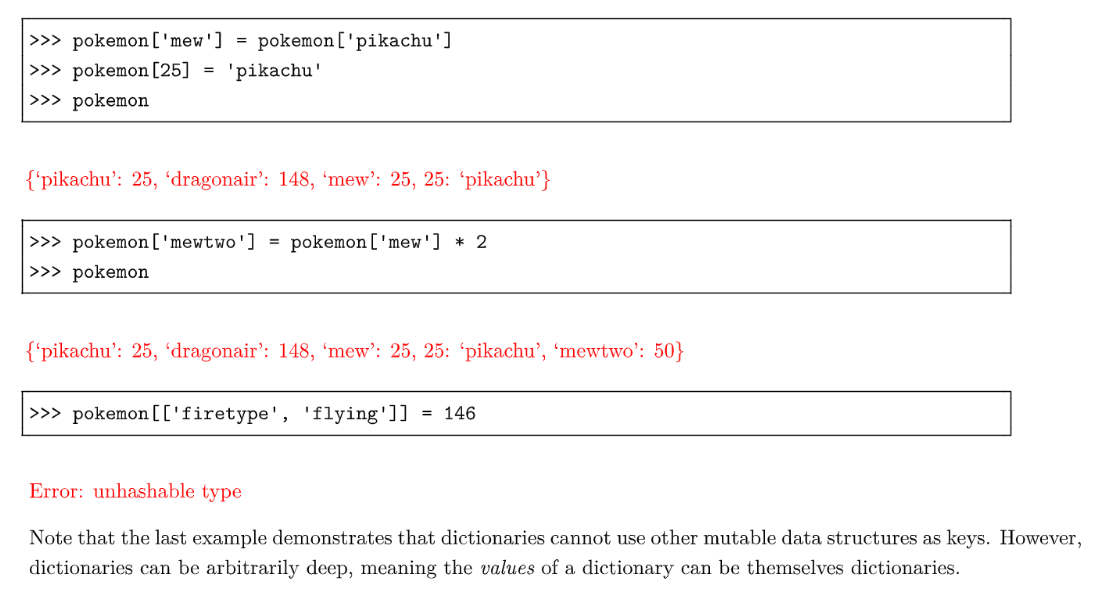 >>> pokemon['mew'] = pokemon['pikachu']
>>> pokemon[25] = 'pikachu'
>>> pokemon
{‘pikachu’: 25, ‘dragonair’: 148, ‘mew’: 25, 25: ‘pikachu’}
>>> pokemon['mewtwo'] = pokemon['mew'] * 2
>>> pokemon
{‘pikachu’: 25, ‘dragonair’: 148, ‘mew’: 25, 25: ‘pikachu’, ‘mewtwo’: 50}
>>> pokemon[['firetype', 'flying']] = 146
Error: unhashable type
Note that the last example demonstrates that dictionaries cannot use other mutable data structures as keys. However,
dictionaries can be arbitrarily deep, meaning the values of a dictionary can be themselves dictionaries.